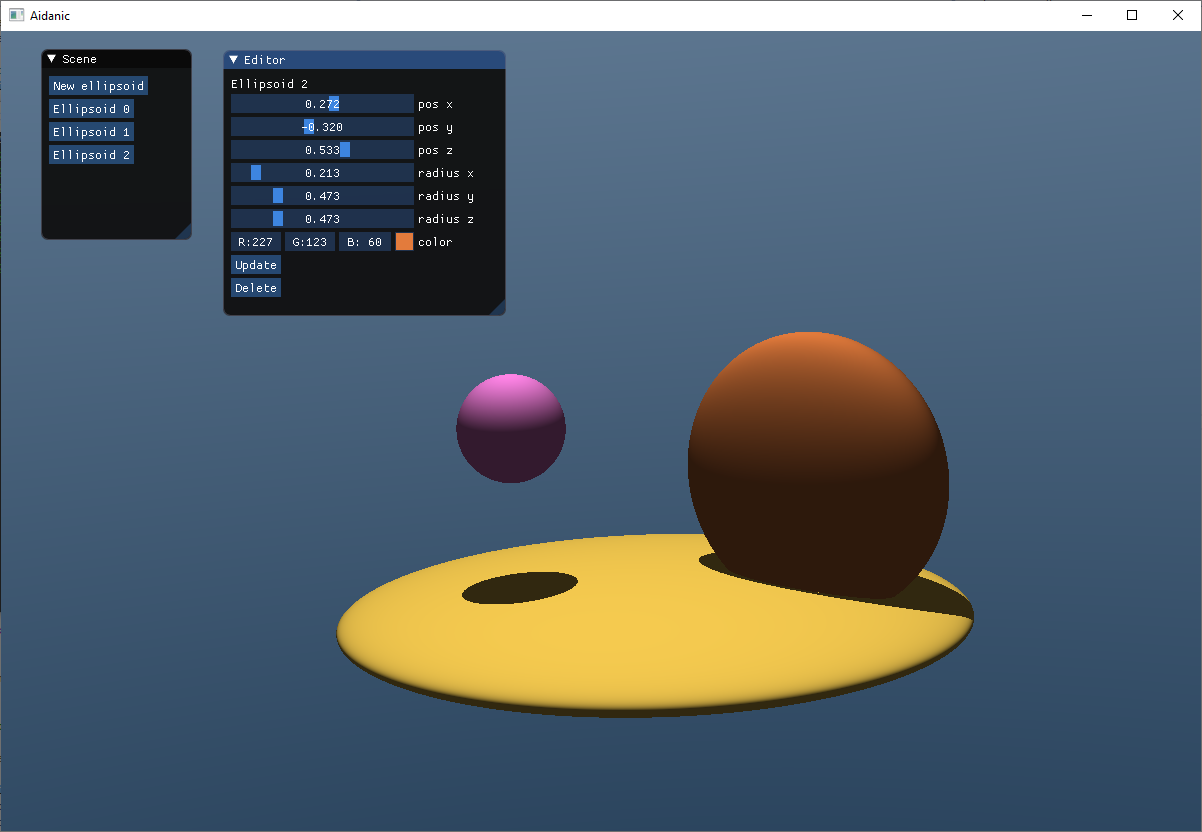 Aidanic
Scene
New ellipsoid
Ellipsoid 0
Ellipsoid 1
Ellipsoid 2
Editor
Ellipsoid 2
0.272 pos x
-0.320 pos y
0.533 pos z
0.213 radius x
0.473 radius y
0.473 radius z
R:227 G:123 B: 60 color
Update
Delete